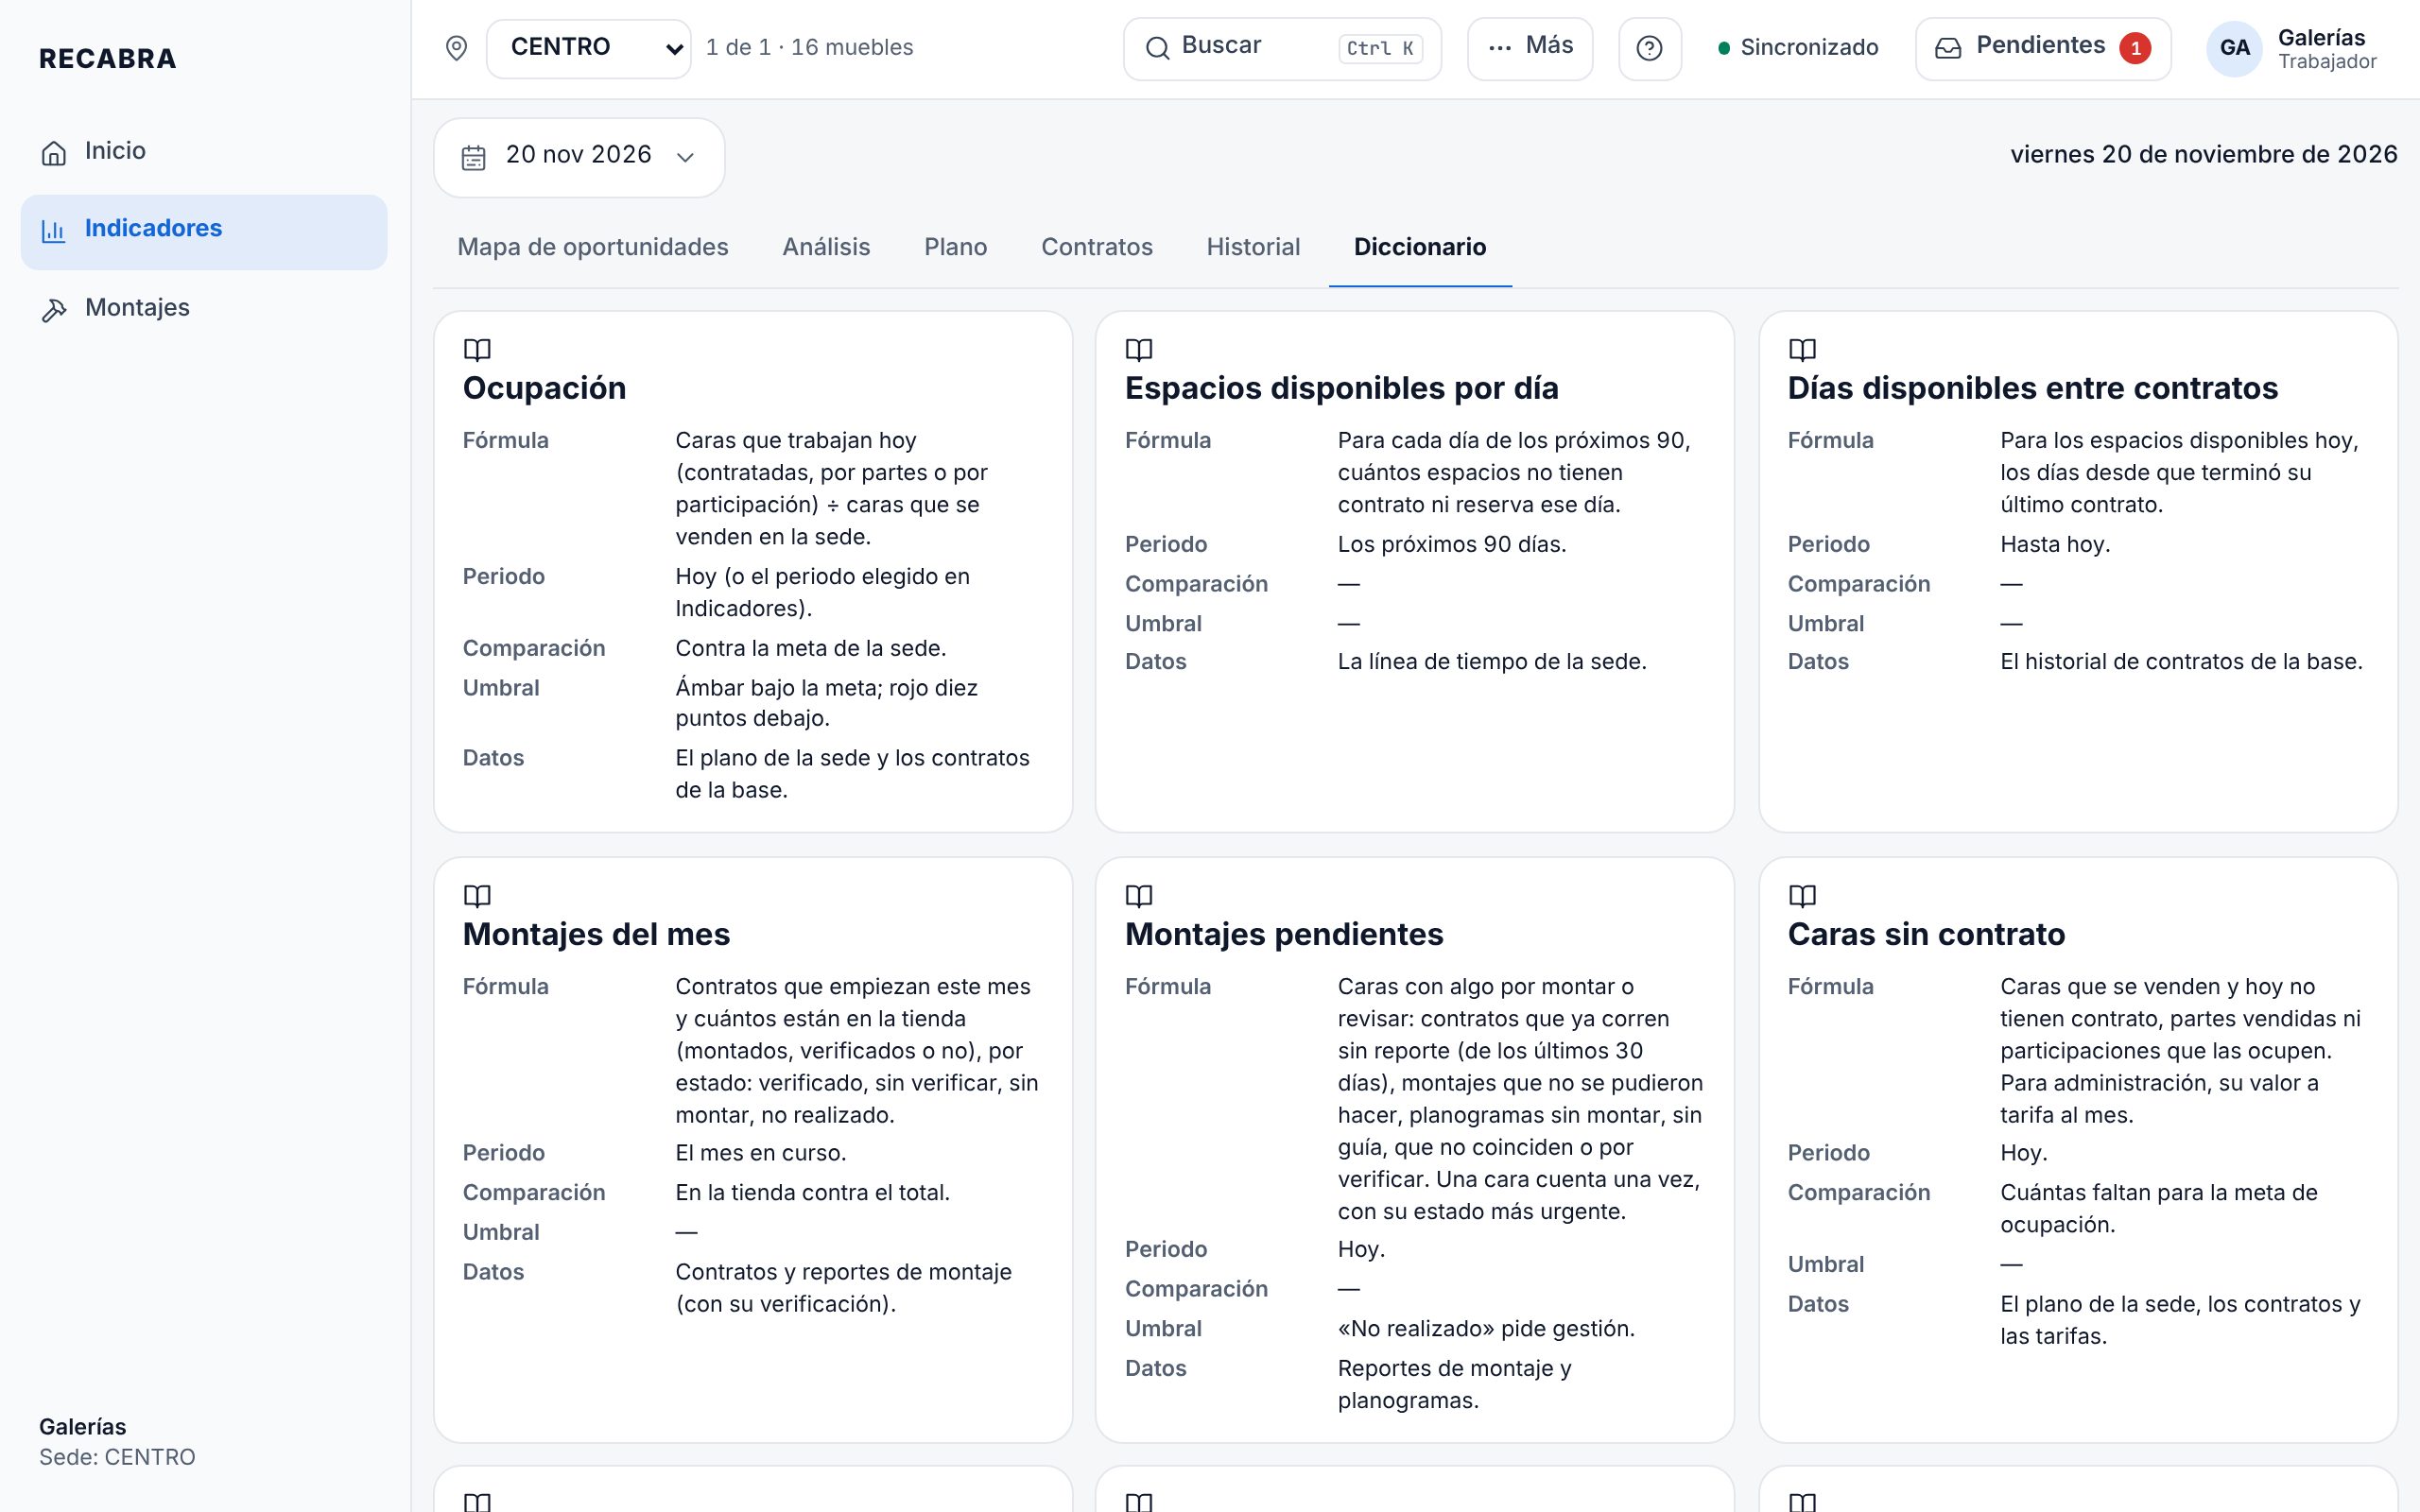 RECABRA
Inicio
Indicadores
Montajes
Galerías
Sede: CENTRO
CENTRO
1 de 1 · 16 muebles
Buscar
Ctrl K
Más
Sincronizado
Pendientes
1
GA
Galerías
Trabajador
20 nov 2026
viernes 20 de noviembre de 2026
Mapa de oportunidades
Análisis
Plano
Contratos
Historial
Diccionario
Ocupación
Fórmula
Caras que trabajan hoy
(contratadas, por partes o por
participación) ÷ caras que se
venden en la sede.
Periodo
Hoy (o el periodo elegido en
Indicadores).
Comparación
Contra la meta de la sede.
Umbral
Ámbar bajo la meta; rojo diez
puntos debajo.
Datos
El plano de la sede y los contratos
de la base.
Espacios disponibles por día
Fórmula
Para cada día de los próximos 90,
cuántos espacios no tienen
contrato ni reserva ese día.
Periodo
Los próximos 90 días.
Comparación
—
Umbral
—
Datos
La línea de tiempo de la sede.
Días disponibles entre contratos
Fórmula
Para los espacios disponibles hoy,
los días desde que terminó su
último contrato.
Periodo
Hasta hoy.
Comparación
—
Umbral
—
Datos
El historial de contratos de la base.
Montajes del mes
Fórmula
Contratos que empiezan este mes
y cuántos están en la tienda
(montados, verificados o no), por
estado: verificado, sin verificar, sin
montar, no realizado.
Periodo
El mes en curso.
Comparación
En la tienda contra el total.
Umbral
—
Datos
Contratos y reportes de montaje
(con su verificación).
Montajes pendientes
Fórmula
Caras con algo por montar o
revisar: contratos que ya corren
sin reporte (de los últimos 30
días), montajes que no se pudieron
hacer, planogramas sin montar, sin
guía, que no coinciden o por
verificar. Una cara cuenta una vez,
con su estado más urgente.
Periodo
Hoy.
Comparación
—
Umbral
«No realizado» pide gestión.
Datos
Reportes de montaje y
planogramas.
Caras sin contrato
Fórmula
Caras que se venden y hoy no
tienen contrato, partes vendidas ni
participaciones que las ocupen.
Para administración, su valor a
tarifa al mes.
Periodo
Hoy.
Comparación
Cuántas faltan para la meta de
ocupación.
Umbral
—
Datos
El plano de la sede, los contratos y
las tarifas.